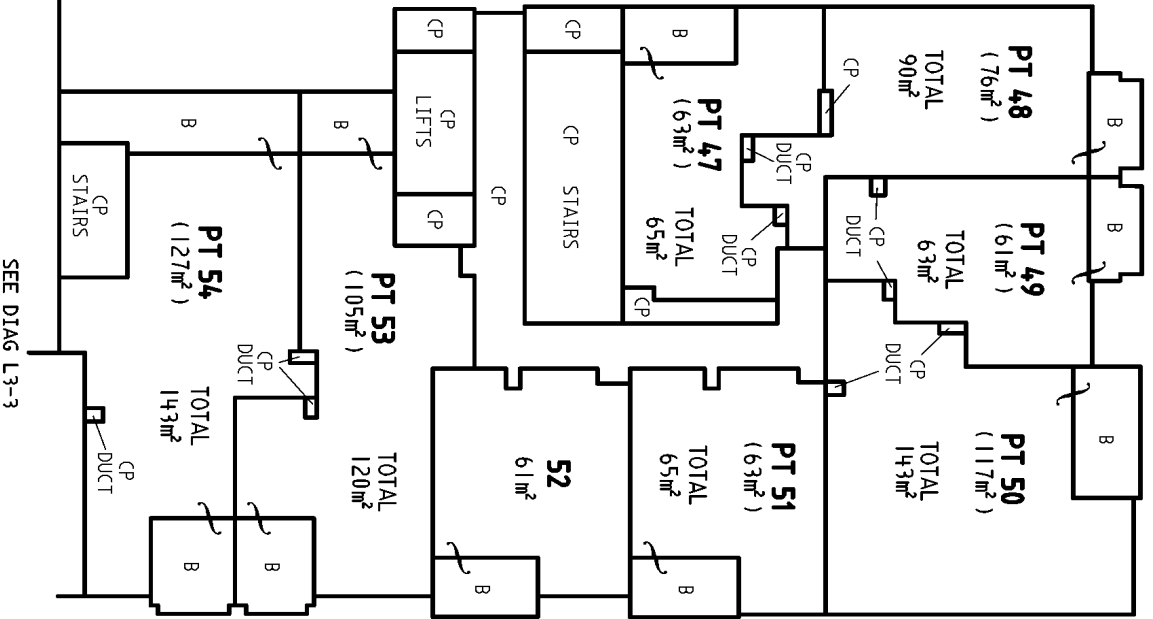 B
B
B
PT 48
(76m²)
TOTAL
90m²
PT 49
(61m²)
TOTAL
63m²
PT 50
(117m²)
TOTAL
143m²
CP
CP
DUCT
CP
DUCT
CP
DUCT
CP
DUCT
B
PT 47
(63m²)
TOTAL
65m²
PT 51
(63m²)
TOTAL
65m²
B
CP
CP
CP
STAIRS
52
61m²
B
CP
CP
CP
LIFTS
CP
PT 53
(105m²)
TOTAL
120m²
B
B
CP
DUCT
B
PT 54
(127m²)
TOTAL
143m²
B
CP
STAIRS
CP
DUCT
SEE DIAG L3-3